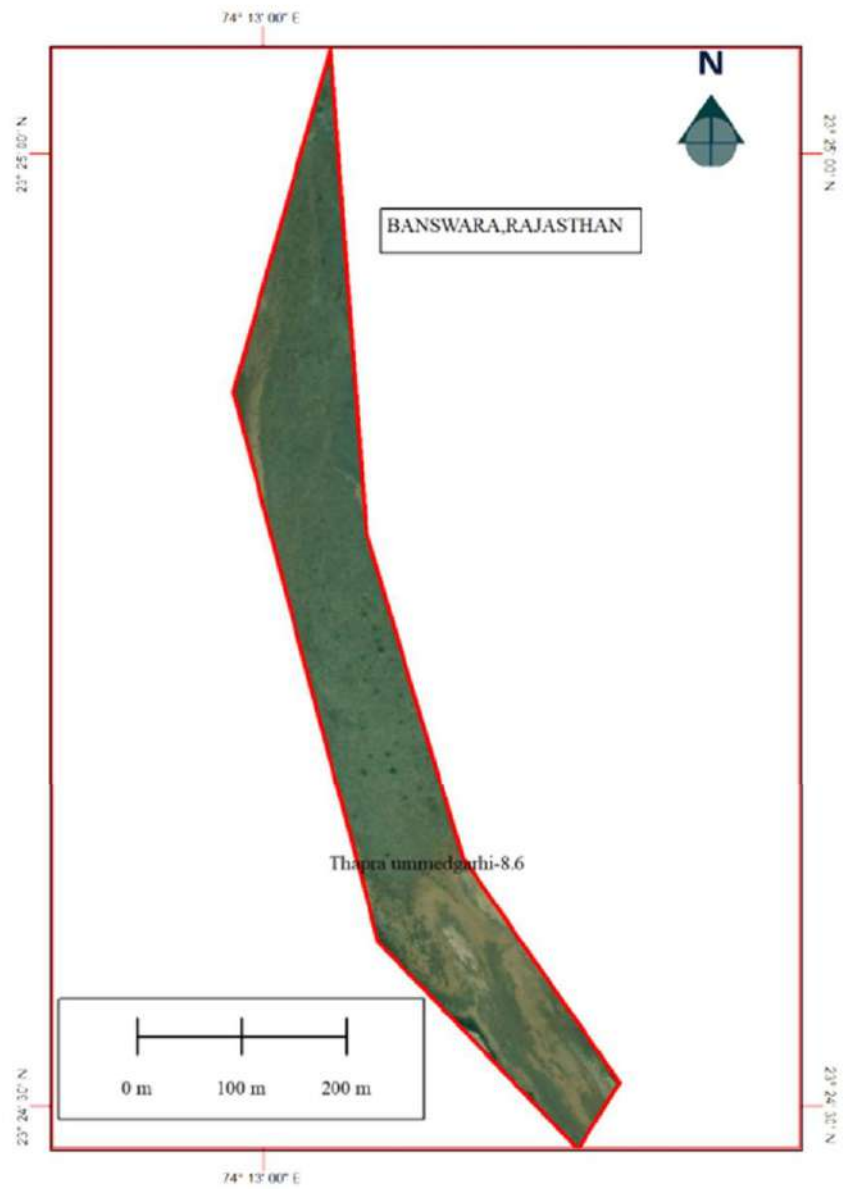 74° 13' 00" E
N
23° 25' 00" N
23° 25' 00" N
BANSWARA,RAJASTHAN
Thapra ummedgarhi-8.6
0 m 100 m 200 m
23° 24' 30" N
23° 24' 30" N
74° 13' 00" E